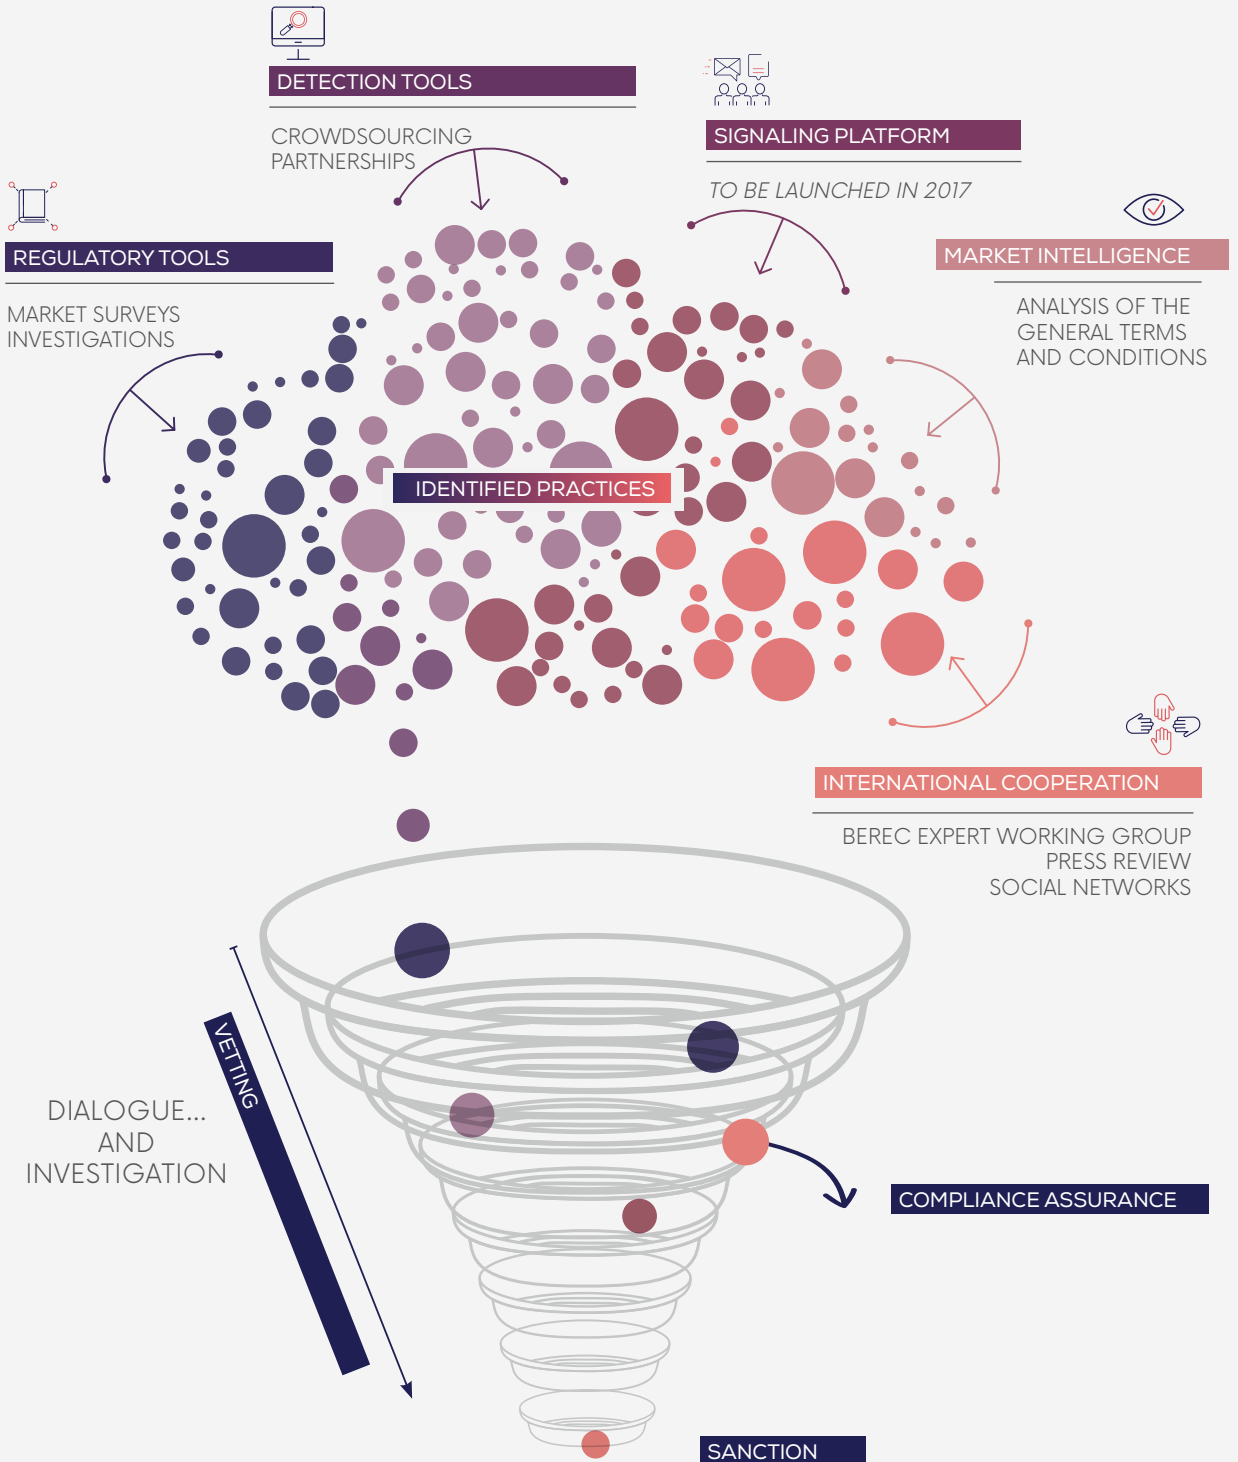 DETECTION TOOLS
CROWDSOURCING
PARTNERSHIPS
SIGNALING PLATFORM
TO BE LAUNCHED IN 2017
REGULATORY TOOLS
MARKET SURVEYS
INVESTIGATIONS
MARKET INTELLIGENCE
ANALYSIS OF THE
GENERAL TERMS
AND CONDITIONS
IDENTIFIED PRACTICES
INTERNATIONAL COOPERATION
BEREC EXPERT WORKING GROUP
PRESS REVIEW
SOCIAL NETWORKS
VETTING
DIALOGUE...
AND
INVESTIGATION
COMPLIANCE ASSURANCE
SANCTION